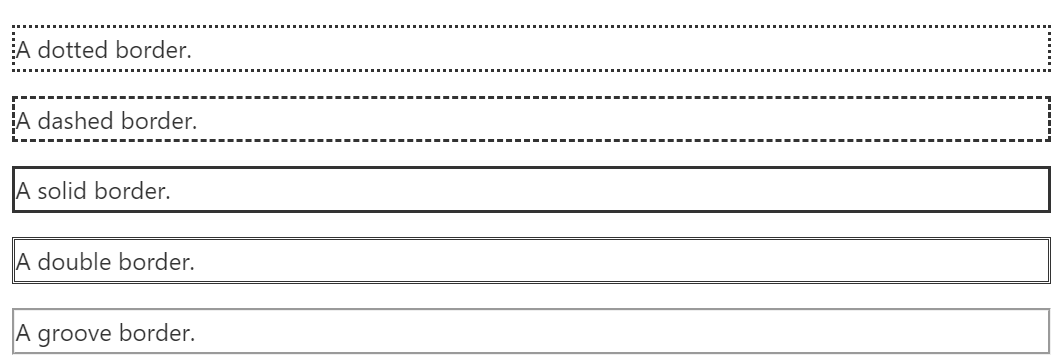 A dotted border.
A dashed border.
A solid border.
A double border.
A groove border.